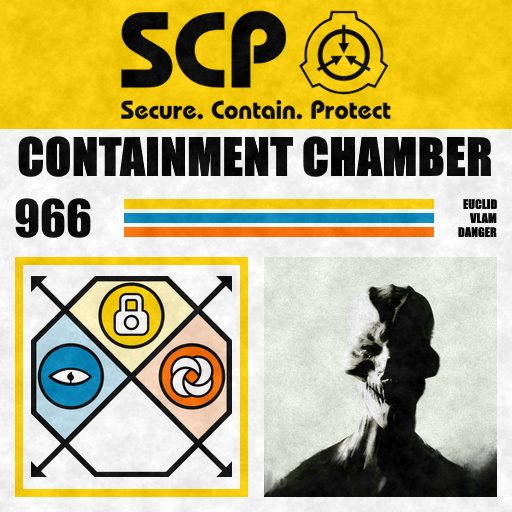 SCP
Secure. Contain. Protect
CONTAINMENT CHAMBER
966
EUCLID
VLAM
DANGER